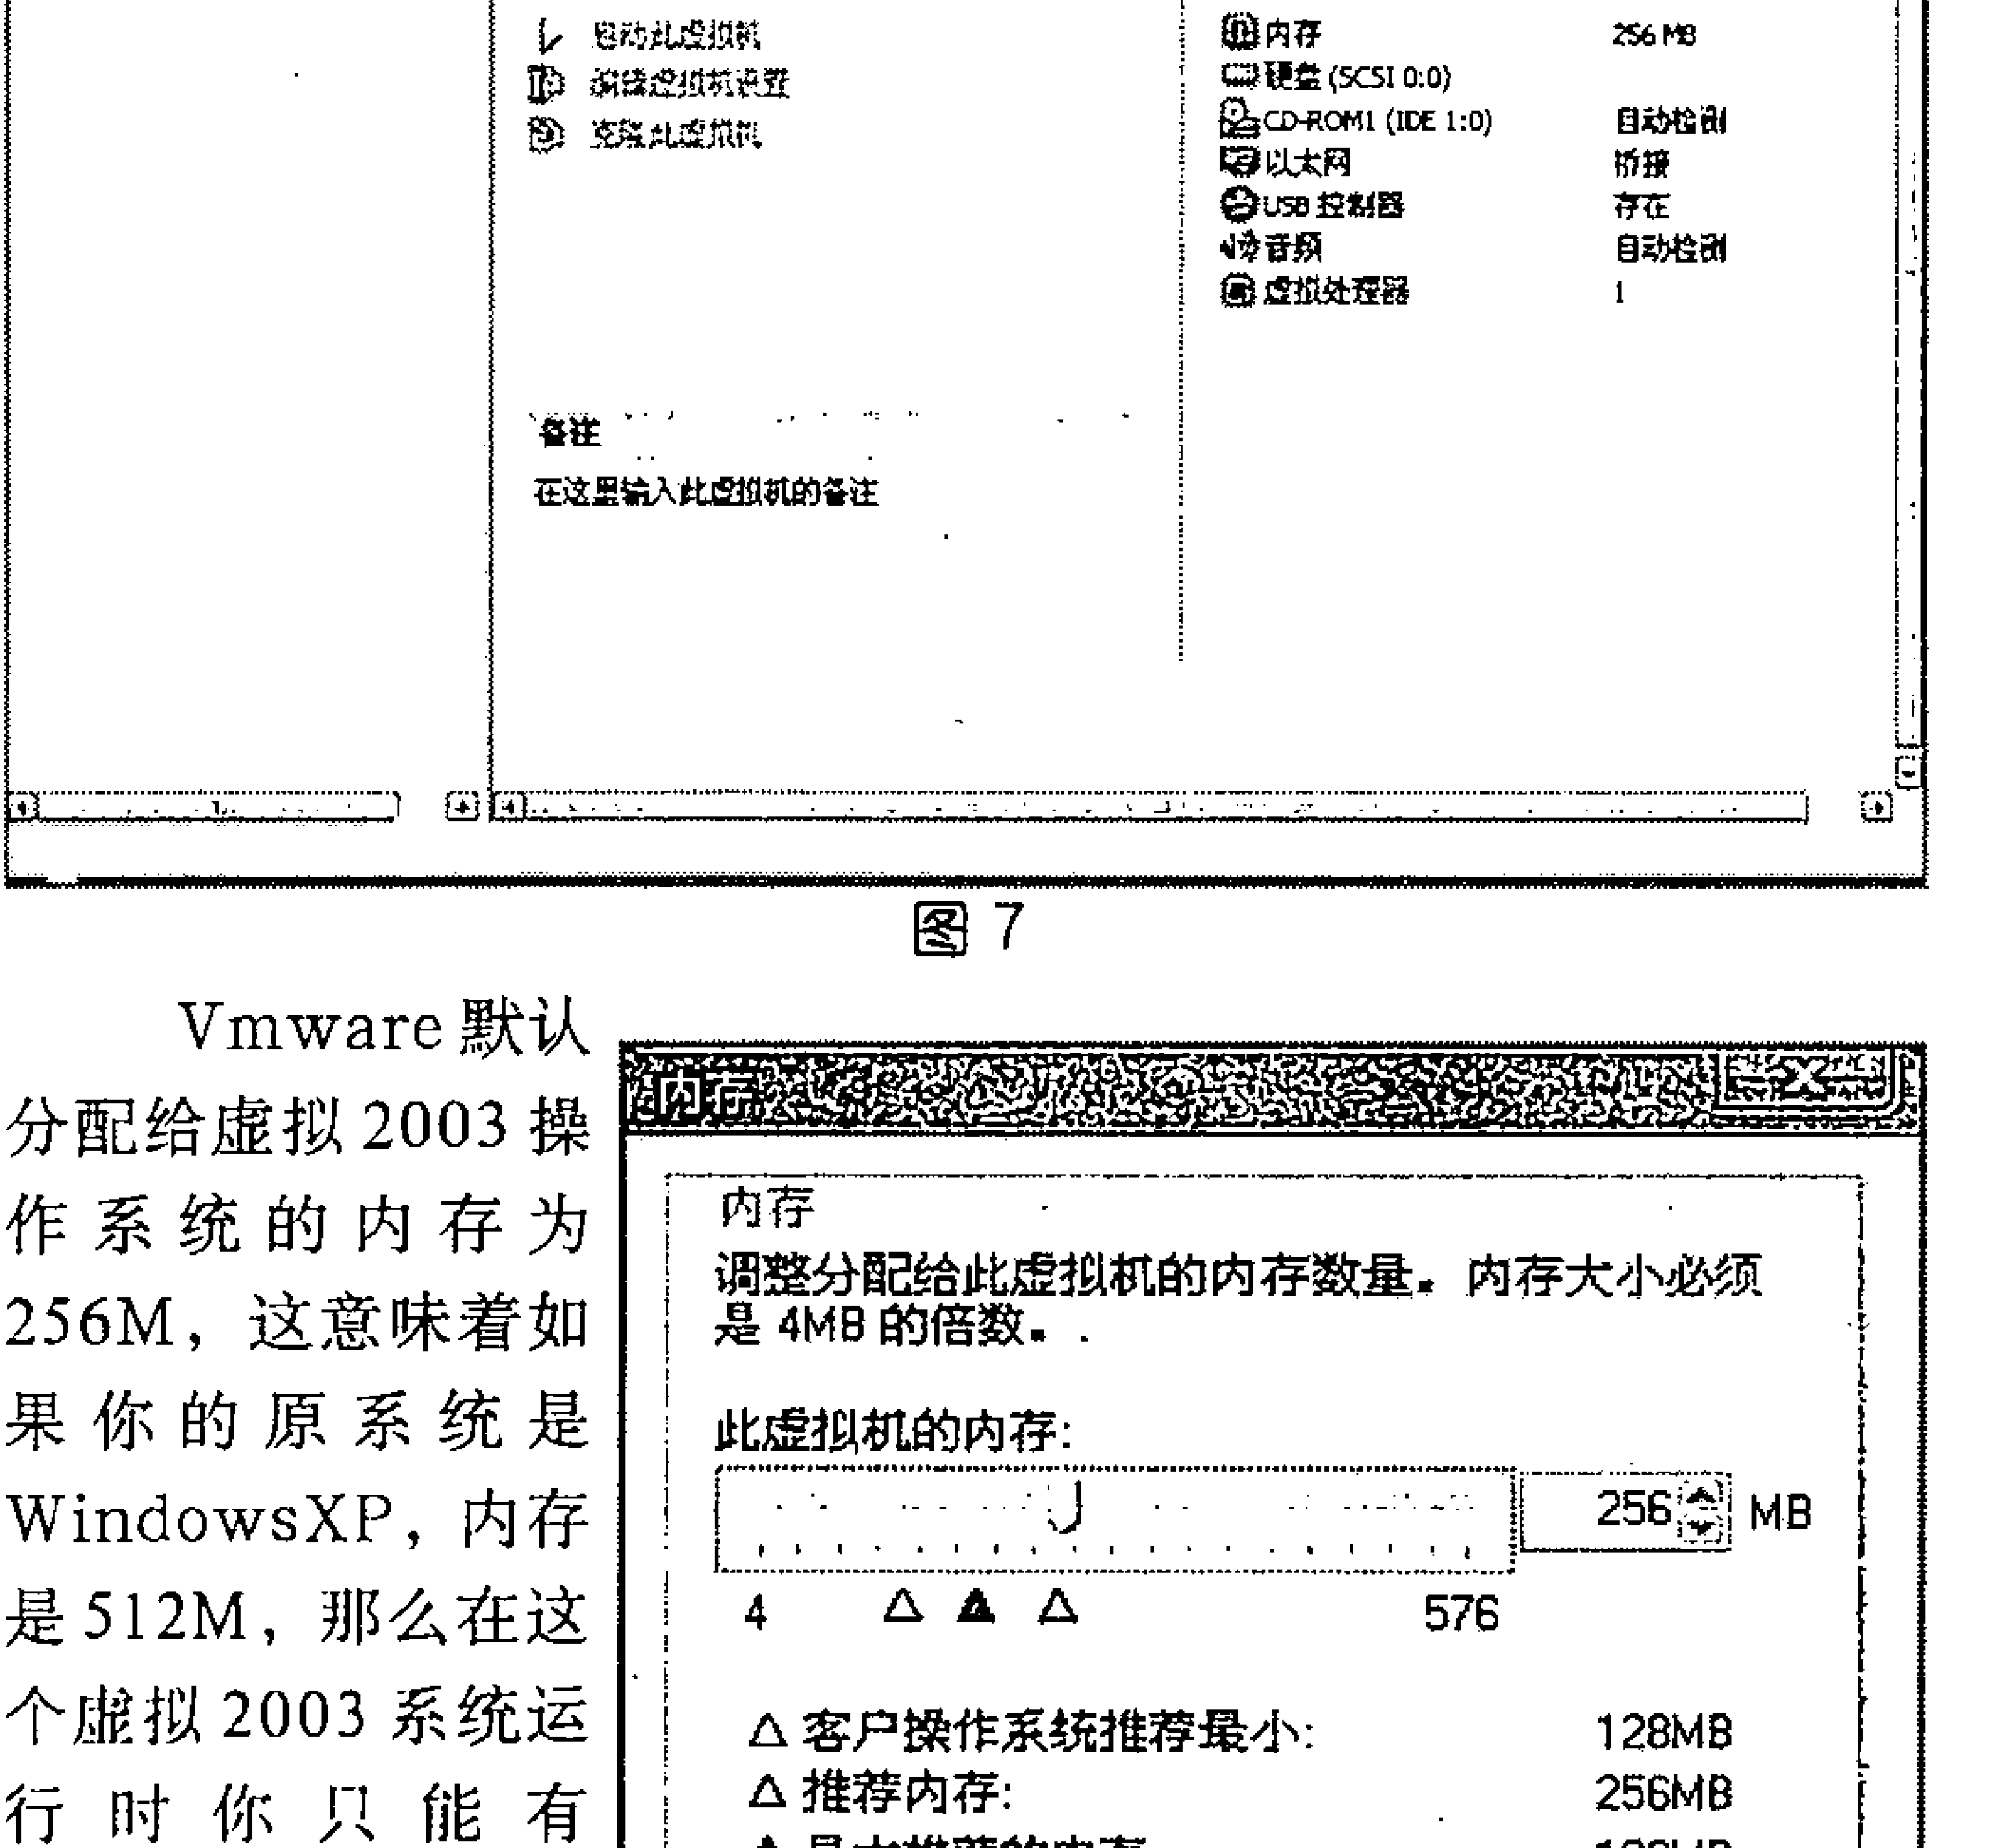 启动此虚拟机
编辑虚拟机设置
克隆此虚拟机
内存 256 MB
硬盘 (SCSI 0:0)
CD-ROM1 (IDE 1:0) 自动检测
以太网 桥接
USB 控制器 存在
音频 自动检测
虚拟处理器 1
备注
在这里输入此虚拟机的备注
图 7
Vmware 默认
分配给虚拟 2003 操
作系统的内存为
256M，这意味着如
果你的原系统是
WindowsXP，内存
是 512M，那么在这
个虚拟 2003 系统运
行时你只能有
内存
内存
调整分配给此虚拟机的内存数量。内存大小必须
是 4MB 的倍数。
此虚拟机的内存:
256 MB
4 576
△ 客户操作系统推荐最小: 128MB
△ 推荐内存: 256MB